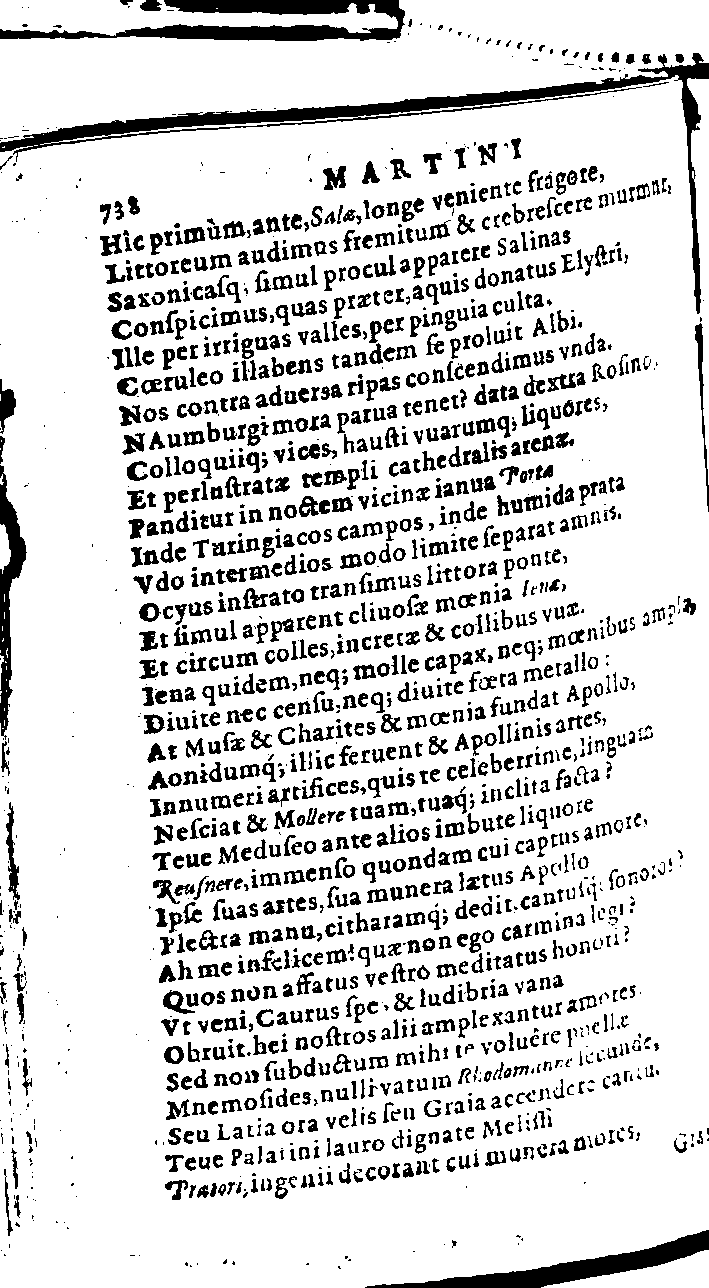 MARTINI
738
Hîc primùm,ante,Salæ,longe veniente fragore,
Littoreum audimus fremitum & crebreſcere murmur,
Saxonicaſq; ſimul procul apparere Salinas
Conſpicimus,quas præter,aquis donatus Elyſtri,
Ille per irriguas valles,per pinguia culta.
Cœruleo illabens tandem ſe proluit Albi.
Nos contra aduersa ripas conſcendimus vnda.
NAumburgi mora parua tenet? data dextra Roſino,
Colloquiiq; vices, hauſti vuarumq; liquores,
Et perluſtratæ templi cathedralis arenæ.
Panditur in noctem vicinæ ianua Portæ
Inde Turingiacos campos, inde humida prata
Vdo intermedios modo limite ſeparat amnis.
Ocyus inſtrato tranſimus littora ponte,
Et ſimul apparent cliuoſæ mœnia Ienæ,
Et circum colles,incretæ & collibus vuæ.
Iena quidem,neq; molle capax, neq; mœnibus ampla,
Diuite nec cenſu,neq; diuite fœta metallo:
At Muſæ & Charites & mœnia fundat Apollo,
Aonidumq́; illic feruent & Apollinis artes,
Innumeri artifices,quis te celeberrime,linguam
Neſciat & Mollere tuam,tuaq́; inclita facta?
Teue Meduſeo ante alios imbute liquore
Reuſnere,immenſo quondam cui captus amore,
Ipſe ſuas artes,ſua munera lætus Apollo
Plectra manu,citharamq́; dedit.cantuſq́; ſonoros?
Ah me infelicem!quæ non ego carmina legi?
Quos non affatus veſtro meditatus honori?
Vt veni,Caurus ſpe, & ludibria vana
Obruit.hei noſtros alii amplexantur amores.
Sed non ſubductum mihi te voluêre puellæ
Mnemoſides,nulli vatum Rhodomanne ſecunde,
Seu Latia ora velis ſeu Graia accendere cantu.
Teue Palatini lauro dignate Meliſſi
Prætori,ingenii decorant cui munera mores,